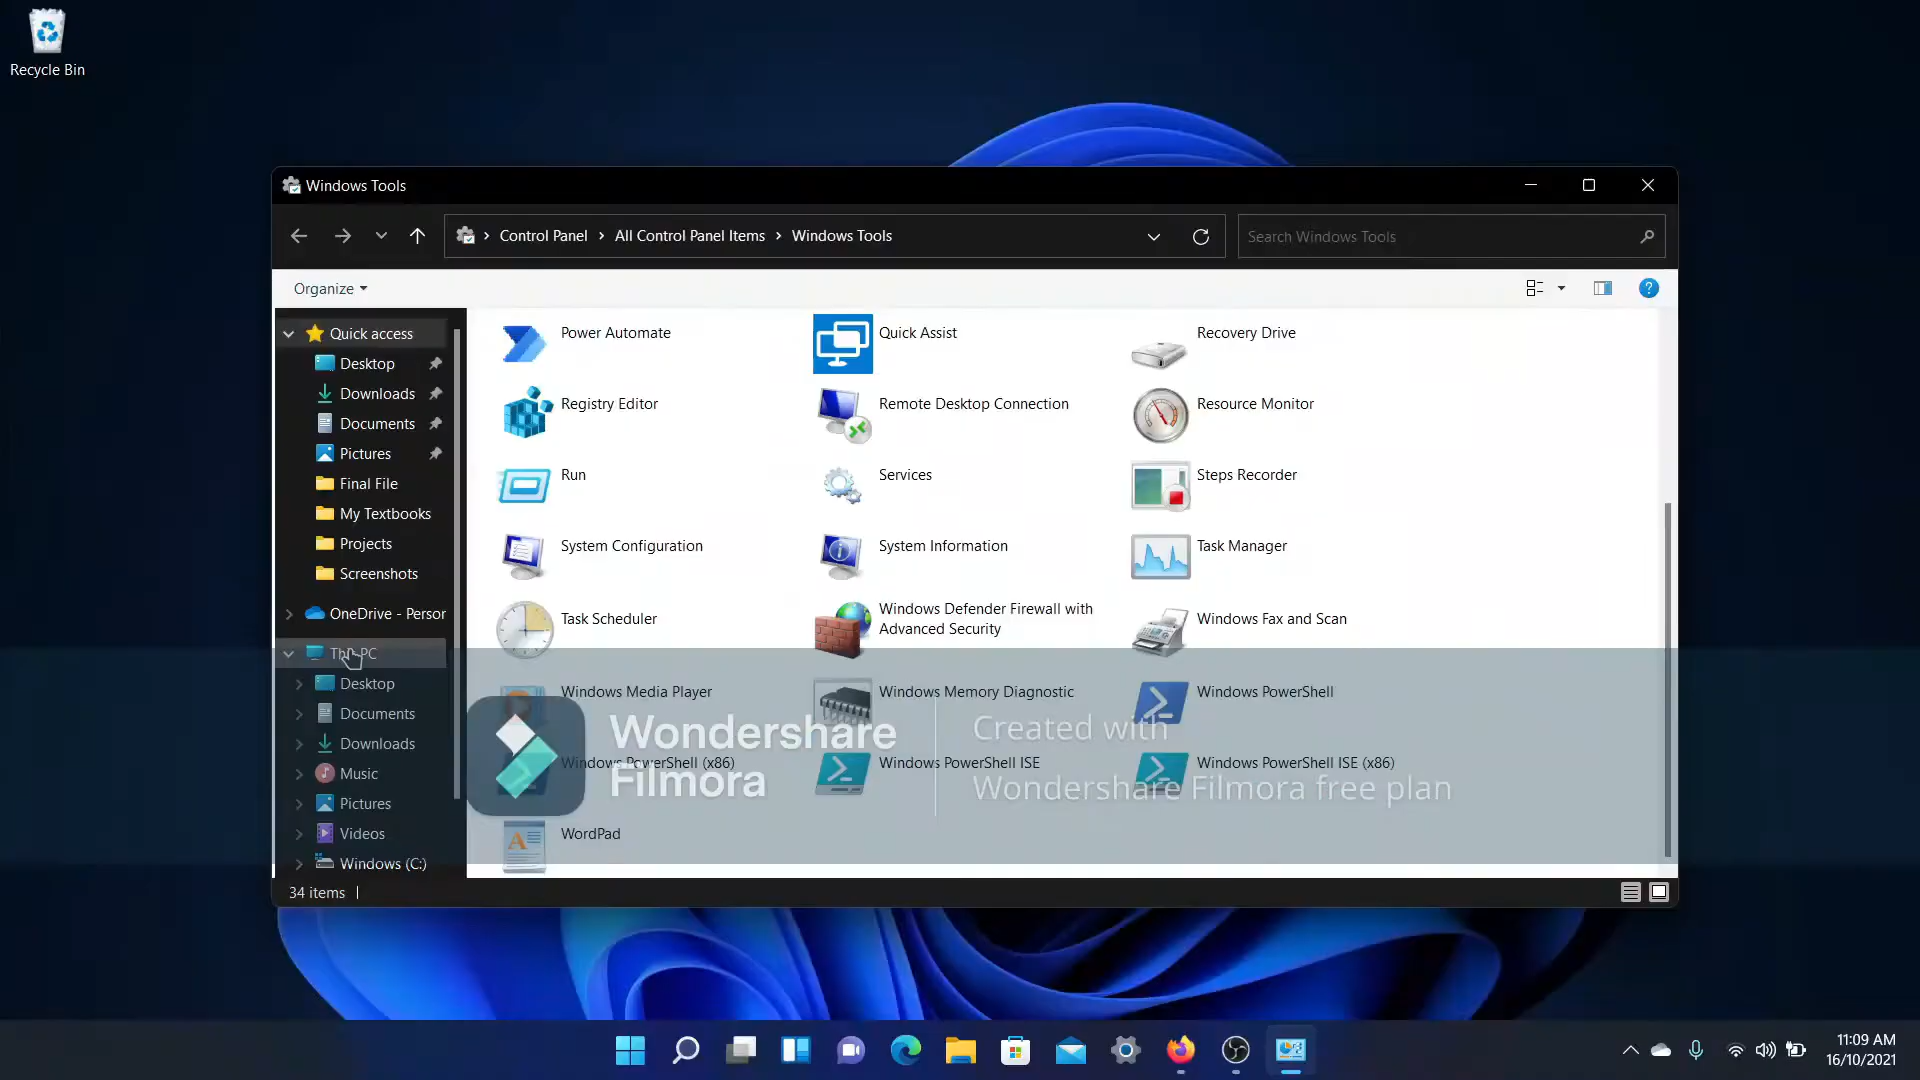 Recycle Bin
Windows Tools
Control Panel
All Control Panel Items
Windows Tools
Search Windows Tools
Organize
Quick access
Desktop
Downloads
Documents
Pictures
Final File
My Textbooks
Projects
Screenshots
OneDrive - Person
This PC
Desktop
Documents
Downloads
Music
Pictures
Videos
Windows (C:)
Power Automate
Quick Assist
Recovery Drive
Registry Editor
Remote Desktop Connection
Resource Monitor
Run
Services
Steps Recorder
System Configuration
System Information
Task Manager
Task Scheduler
Windows Defender Firewall with
Advanced Security
Windows Fax and Scan
Windows Media Player
Windows Memory Diagnostic
Windows PowerShell
Windows PowerShell (x86)
Windows PowerShell ISE
Windows PowerShell ISE (x86)
WordPad
Wondershare
Filmora
Created with
Wondershare Filmora free plan
34 items
11:09 AM
16/10/2021